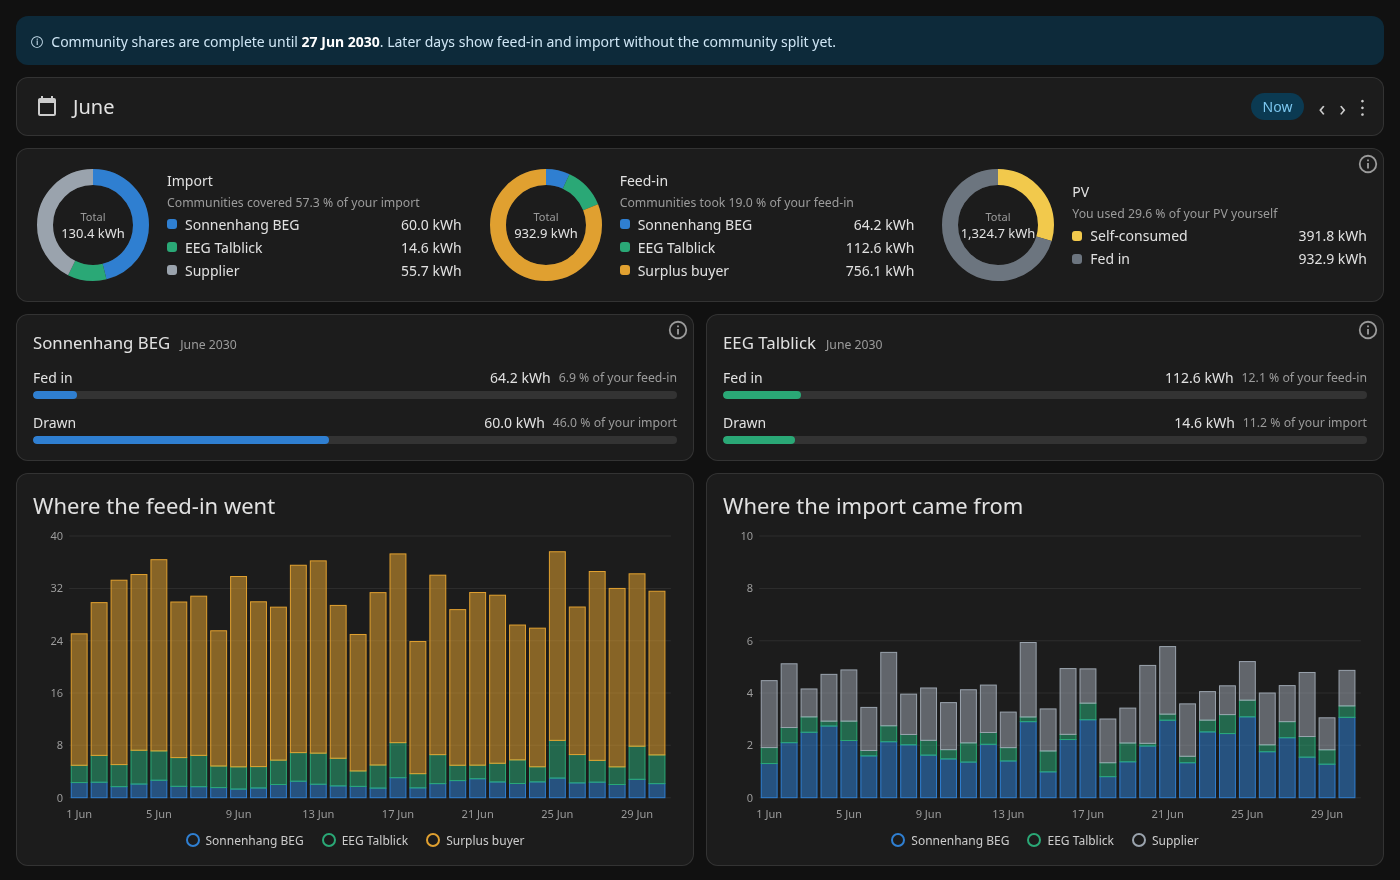 Community shares are complete until 27 Jun 2030. Later days show feed-in and import without the community split yet.
June
Now
Total
130.4 kWh
Import
Communities covered 57.3 % of your import
Sonnenhang BEG 60.0 kWh
EEG Talblick 14.6 kWh
Supplier 55.7 kWh
Total
932.9 kWh
Feed-in
Communities took 19.0 % of your feed-in
Sonnenhang BEG 64.2 kWh
EEG Talblick 112.6 kWh
Surplus buyer 756.1 kWh
Total
1,324.7 kWh
PV
You used 29.6 % of your PV yourself
Self-consumed 391.8 kWh
Fed in 932.9 kWh
Sonnenhang BEG June 2030
Fed in 64.2 kWh 6.9 % of your feed-in
Drawn 60.0 kWh 46.0 % of your import
EEG Talblick June 2030
Fed in 112.6 kWh 12.1 % of your feed-in
Drawn 14.6 kWh 11.2 % of your import
Where the feed-in went
40
32
24
16
8
0
1 Jun 5 Jun 9 Jun 13 Jun 17 Jun 21 Jun 25 Jun 29 Jun
Sonnenhang BEG EEG Talblick Surplus buyer
Where the import came from
10
8
6
4
2
0
1 Jun 5 Jun 9 Jun 13 Jun 17 Jun 21 Jun 25 Jun 29 Jun
Sonnenhang BEG EEG Talblick Supplier